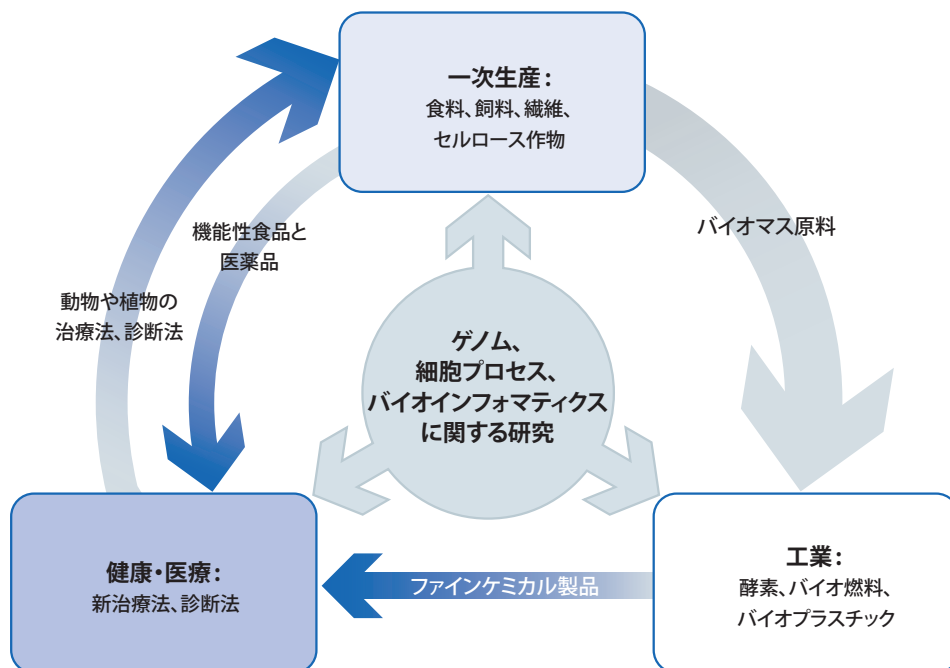 一次生産：
食料、飼料、繊維、
セルロース作物
バイオマス原料
機能性食品と
医薬品
動物や植物の
治療法、診断法
ゲノム、
細胞プロセス、
バイオインフォマティクス
に関する研究
健康・医療：
新治療法、診断法
ファインケミカル製品
工業：
酵素、バイオ燃料、
バイオプラスチック